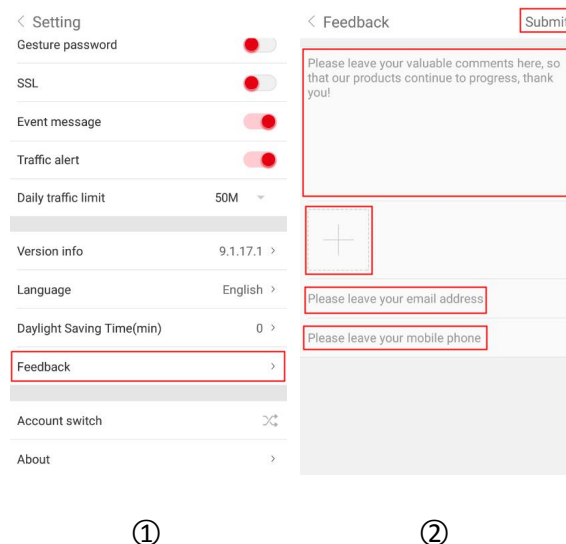 Setting
Gesture password
SSL
Event message
Traffic alert
Daily traffic limit 50M
Version info 9.1.17.1
Language English
Daylight Saving Time(min) 0
Feedback
Account switch
About
①
Feedback Submit
Please leave your valuable comments here, so
that our products continue to progress, thank
you!
Please leave your email address
Please leave your mobile phone
②